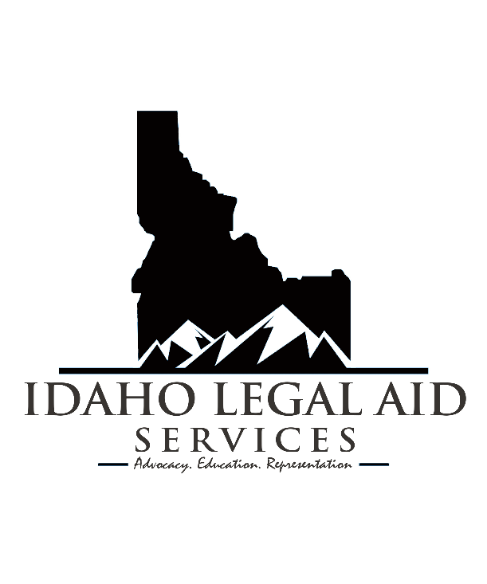 IDAHO LEGAL AID
SERVICES
Advocacy. Education. Representation